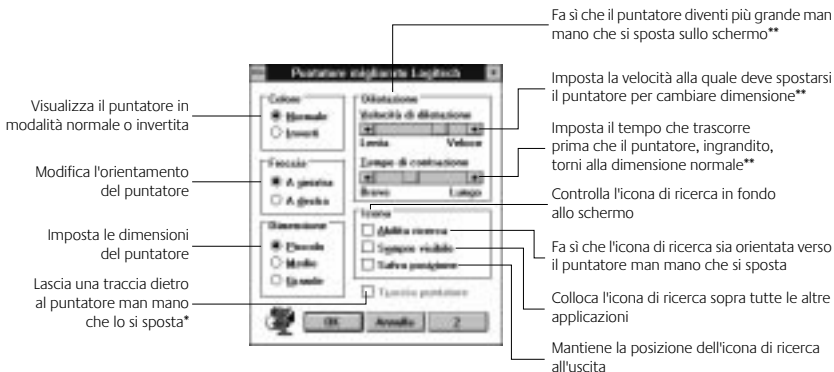 Fa sì che il puntatore diventi più grande man
mano che si sposta sullo schermo**
Imposta la velocità alla quale deve spostarsi
il puntatore per cambiare dimensione**
Imposta il tempo che trascorre
prima che il puntatore, ingrandito,
torni alla dimensione normale**
Controlla l'icona di ricerca in fondo
allo schermo
Fa sì che l'icona di ricerca sia orientata verso
il puntatore man mano che si sposta
Colloca l'icona di ricerca sopra tutte le altre
applicazioni
Mantiene la posizione dell'icona di ricerca
all'uscita
Visualizza il puntatore in
modalità normale o invertita
Modifica l'orientamento
del puntatore
Imposta le dimensioni
del puntatore
Lascia una traccia dietro
al puntatore man mano
che lo si sposta*
Puntatore migliorato Logitech
Colore
Normale
Inverti
Freccia
A sinistra
A destra
Dimensione
Piccolo
Medio
Grande
Dilatazione
Velocità di dilatazione
Lenta Veloce
Tempo di contrazione
Breve Lungo
Icona
Abilita ricerca
Sempre visibile
Salva posizione
Traccia puntatore
OK Annulla ?